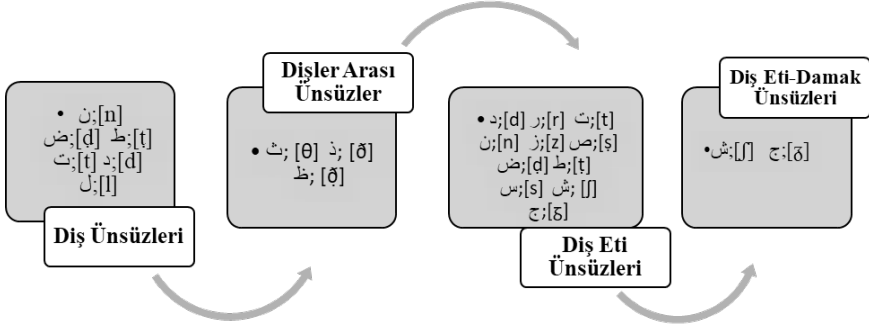 • ن;[n]
ض;[ḍ] ط;[ṭ]
ت;[t] د;[d]
ل;[l]
Diş Ünsüzleri
Dişler Arası
Ünsüzler
• ث; [θ] ذ; [ð]
ظ; [ð̣]
• د;[d] ر;[r] ت;[t]
ن;[n] ز;[z] ص;[ṣ]
ض;[ḍ] ط;[ṭ]
س;[s] ش; [ʃ]
ج;[ᵹ̄]
Diş Eti
Ünsüzleri
Diş Eti-Damak
Ünsüzleri
•ش;[ʃ] ج;[ᵹ̄]